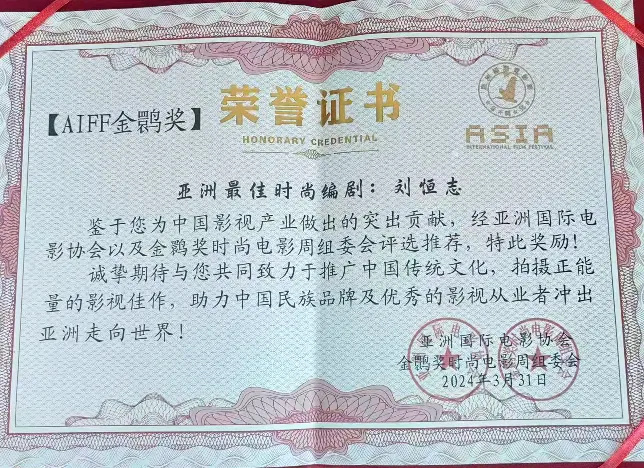 【AIFF金鹮奖】
荣誉证书
HONORARY CREDENTIAL
ASIA
INTERNATIONAL FILM FESTIVAL
亚洲最佳时尚编剧：刘恒志
鉴于您为中国影视产业做出的突出贡献，经亚洲国际电
影协会以及金鹮奖时尚电影周组委会评选推荐，特此奖励！
诚挚期待与您共同致力于推广中国传统文化，拍摄正能
量的影视佳作，助力中国民族品牌及优秀的影视从业者冲出
亚洲走向世界！
亚洲国际电影协会
金鹮奖时尚电影周组委会
2024年3月31日